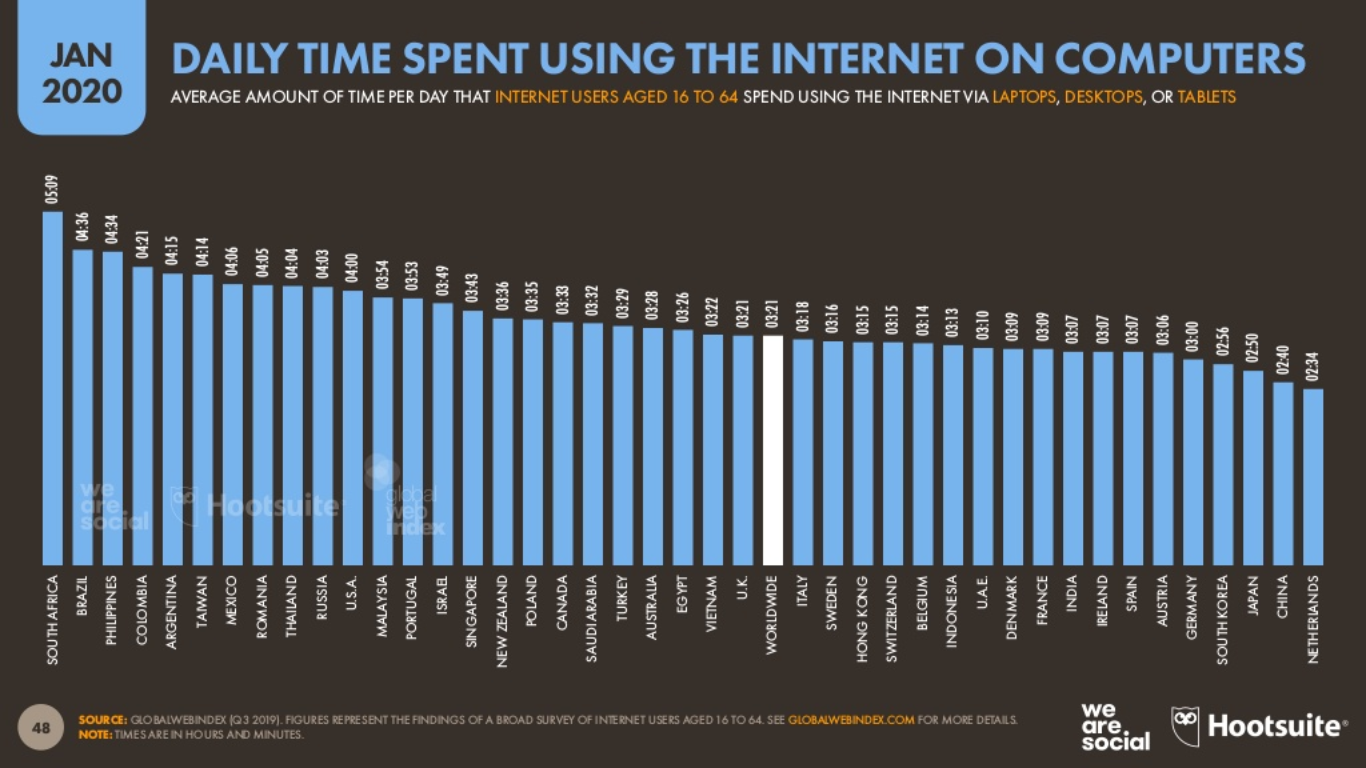 JAN
2020
DAILY TIME SPENT USING THE INTERNET ON COMPUTERS
AVERAGE AMOUNT OF TIME PER DAY THAT INTERNET USERS AGED 16 TO 64 SPEND USING THE INTERNET VIA LAPTOPS, DESKTOPS, OR TABLETS
05:09
04:36
04:34
04:21
04:15
04:14
04:06
04:05
04:04
04:03
04:00
03:54
03:53
03:49
03:43
03:36
03:35
03:33
03:32
03:29
03:28
03:26
03:22
03:21
03:21
03:18
03:16
03:15
03:15
03:14
03:13
03:10
03:09
03:09
03:07
03:07
03:07
03:06
03:00
02:56
02:50
02:40
02:34
we
are
social
Hootsuite
global
web
index
SOUTH AFRICA
BRAZIL
PHILIPPINES
COLOMBIA
ARGENTINA
TAIWAN
MEXICO
ROMANIA
THAILAND
RUSSIA
U.S.A.
MALAYSIA
PORTUGAL
ISRAEL
SINGAPORE
NEW ZEALAND
POLAND
CANADA
SAUDI ARABIA
TURKEY
AUSTRALIA
EGYPT
VIETNAM
U.K.
WORLDWIDE
ITALY
SWEDEN
HONG KONG
SWITZERLAND
BELGIUM
INDONESIA
U.A.E.
DENMARK
FRANCE
INDIA
IRELAND
SPAIN
AUSTRIA
GERMANY
SOUTH KOREA
JAPAN
CHINA
NETHERLANDS
48
SOURCE: GLOBALWEBINDEX (Q3 2019). FIGURES REPRESENT THE FINDINGS OF A BROAD SURVEY OF INTERNET USERS AGED 16 TO 64. SEE GLOBALWEBINDEX.COM FOR MORE DETAILS.
NOTE: TIMES ARE IN HOURS AND MINUTES.
we
are
social
Hootsuite®